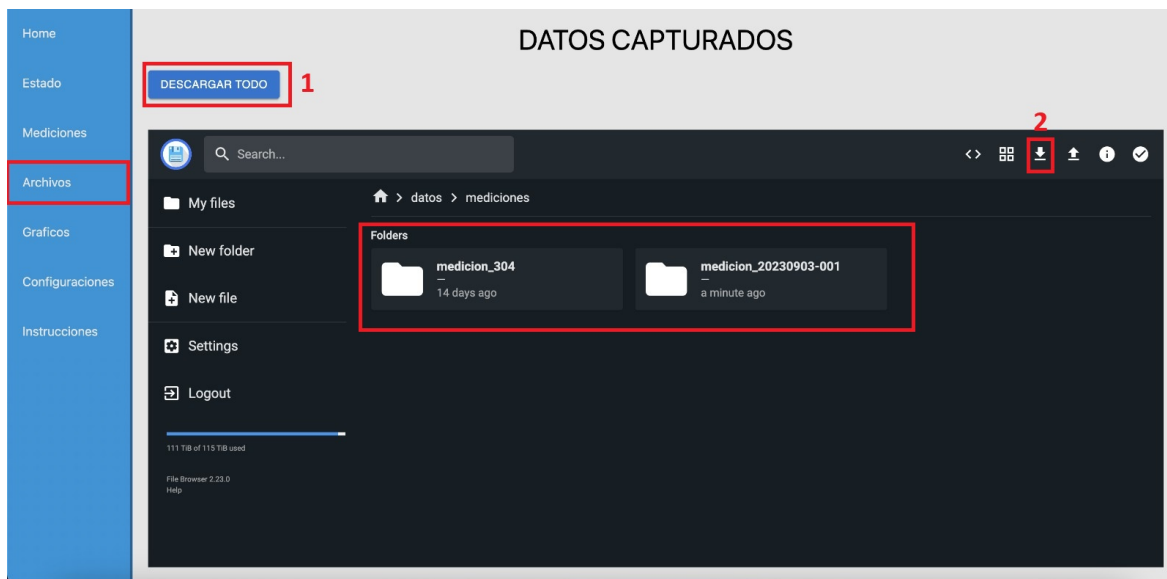 Home
Estado
Mediciones
Archivos
Graficos
Configuraciones
Instrucciones
DATOS CAPTURADOS
DESCARGAR TODO
1
2
Search...
My files
New folder
New file
Settings
Logout
111 TiB of 115 TiB used
File Browser 2.23.0
Help
> datos > mediciones
Folders
medicion_304
—
14 days ago
medicion_20230903-001
—
a minute ago